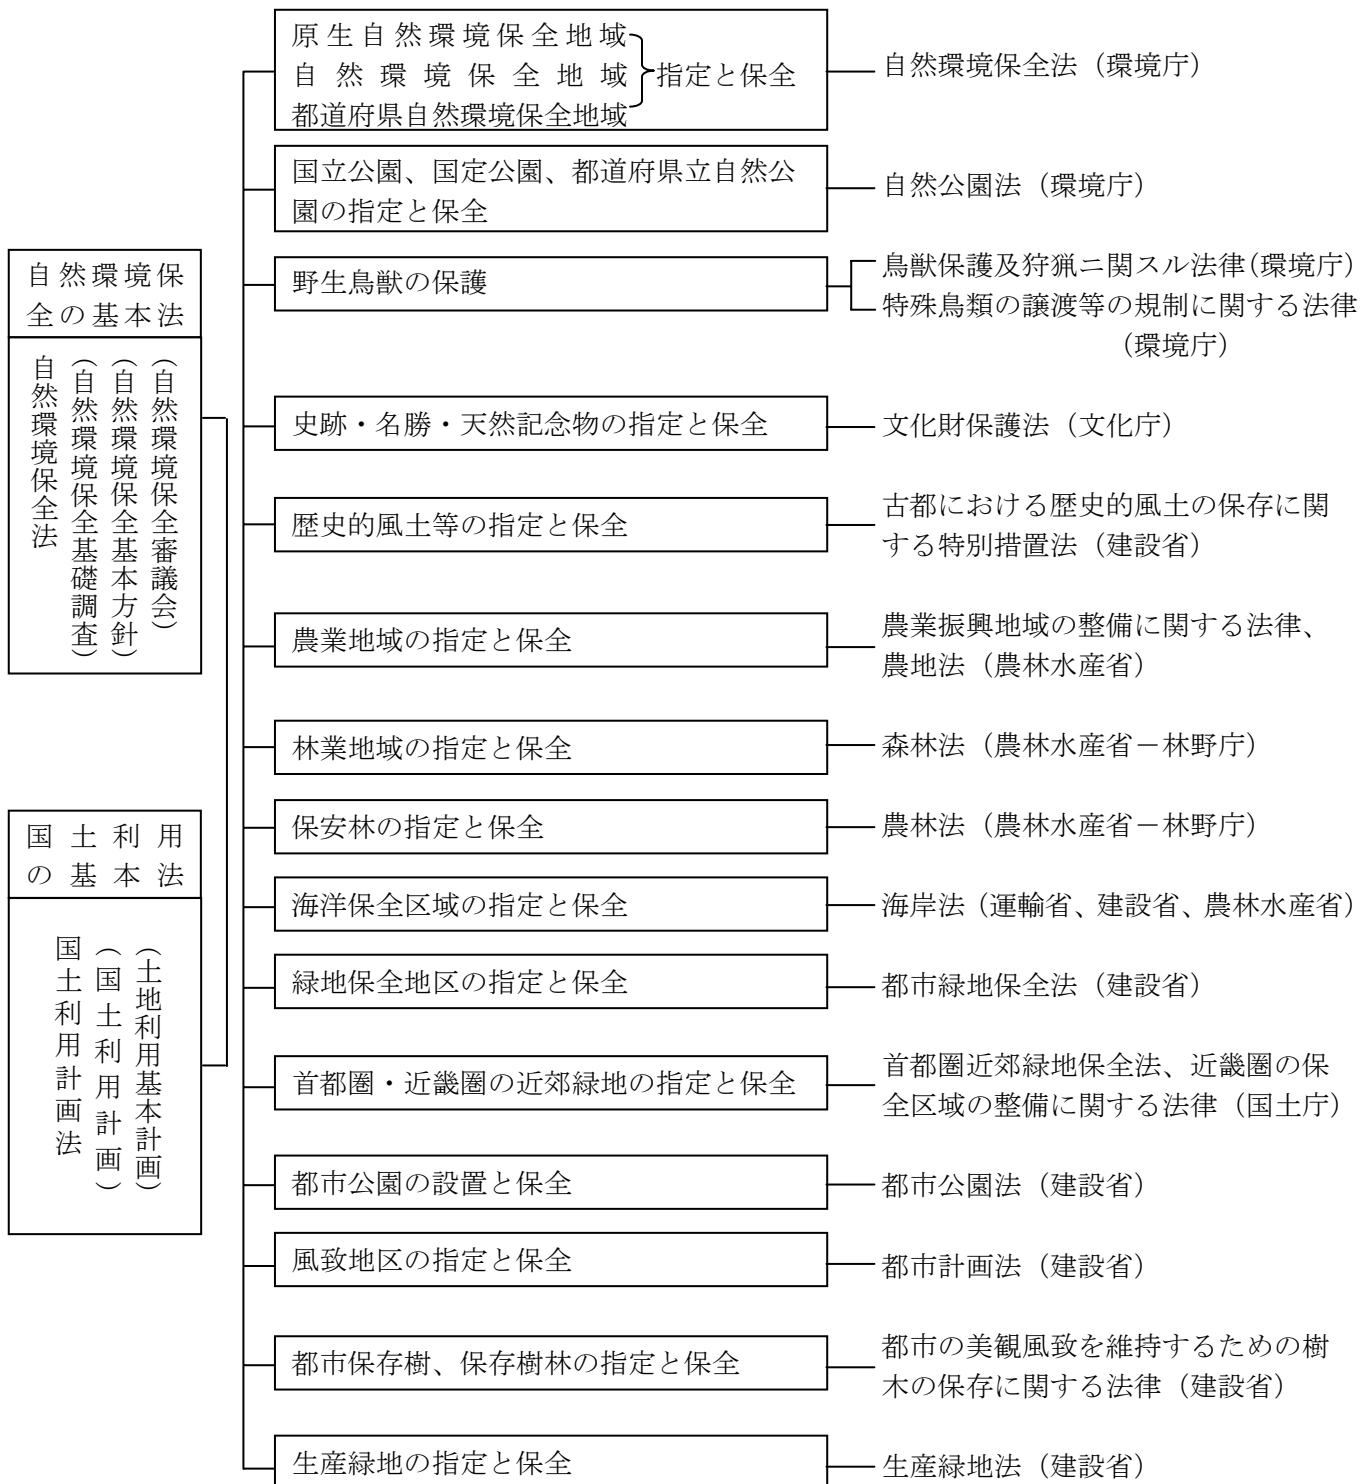 自然環境保
全の基本法
(自然環境保全審議会)
(自然環境保全基本方針)
(自然環境保全基礎調査)
自然環境保全法
国土利用
の基本法
(土地利用基本計画)
(国土利用計画)
国土利用計画法
原生自然環境保全地域
自然環境保全地域
都道府県自然環境保全地域
指定と保全
自然環境保全法（環境庁）
国立公園、国定公園、都道府県立自然公
園の指定と保全
自然公園法（環境庁）
野生鳥獣の保護
鳥獣保護及狩猟ニ関スル法律(環境庁)
特殊鳥類の譲渡等の規制に関する法律
（環境庁）
史跡・名勝・天然記念物の指定と保全
文化財保護法（文化庁）
歴史的風土等の指定と保全
古都における歴史的風土の保存に関
する特別措置法（建設省）
農業地域の指定と保全
農業振興地域の整備に関する法律、
農地法（農林水産省）
林業地域の指定と保全
森林法（農林水産省－林野庁）
保安林の指定と保全
農林法（農林水産省－林野庁）
海洋保全区域の指定と保全
海岸法（運輸省、建設省、農林水産省）
緑地保全地区の指定と保全
都市緑地保全法（建設省）
首都圏・近畿圏の近郊緑地の指定と保全
首都圏近郊緑地保全法、近畿圏の保
全区域の整備に関する法律（国土庁）
都市公園の設置と保全
都市公園法（建設省）
風致地区の指定と保全
都市計画法（建設省）
都市保存樹、保存樹林の指定と保全
都市の美観風致を維持するための樹
木の保存に関する法律（建設省）
生産緑地の指定と保全
生産緑地法（建設省）